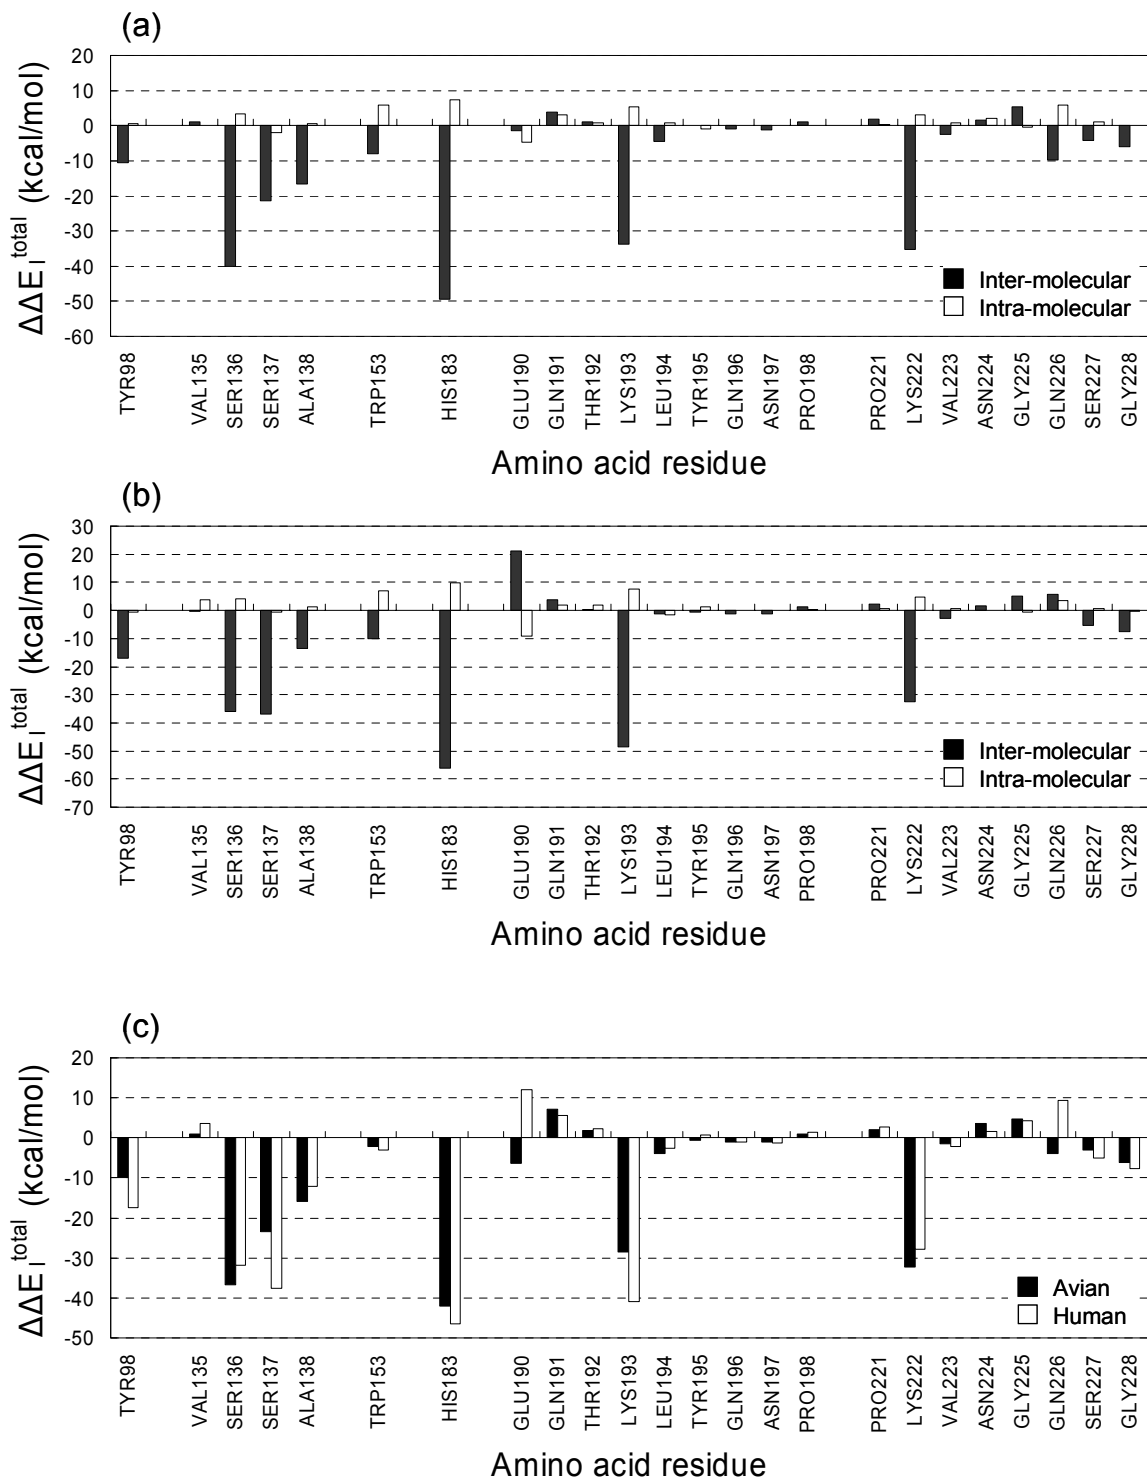 (a)
20
10
0
-10
-20
-30
-40
-50
-60
ΔΔE_I^total (kcal/mol)
Inter-molecular
Intra-molecular
TYR98 VAL135 SER136 SER137 ALA138 TRP153 HIS183 GLU190 GLN191 THR192 LYS193 LEU194 TYR195 GLN196 ASN197 PRO198 PRO221 LYS222 VAL223 ASN224 GLY225 GLN226 SER227 GLY228
Amino acid residue
(b)
30
20
10
0
-10
-20
-30
-40
-50
-60
-70
ΔΔE_I^total (kcal/mol)
Inter-molecular
Intra-molecular
TYR98 VAL135 SER136 SER137 ALA138 TRP153 HIS183 GLU190 GLN191 THR192 LYS193 LEU194 TYR195 GLN196 ASN197 PRO198 PRO221 LYS222 VAL223 ASN224 GLY225 GLN226 SER227 GLY228
Amino acid residue
(c)
20
10
0
-10
-20
-30
-40
-50
ΔΔE_I^total (kcal/mol)
Avian
Human
TYR98 VAL135 SER136 SER137 ALA138 TRP153 HIS183 GLU190 GLN191 THR192 LYS193 LEU194 TYR195 GLN196 ASN197 PRO198 PRO221 LYS222 VAL223 ASN224 GLY225 GLN226 SER227 GLY228
Amino acid residue